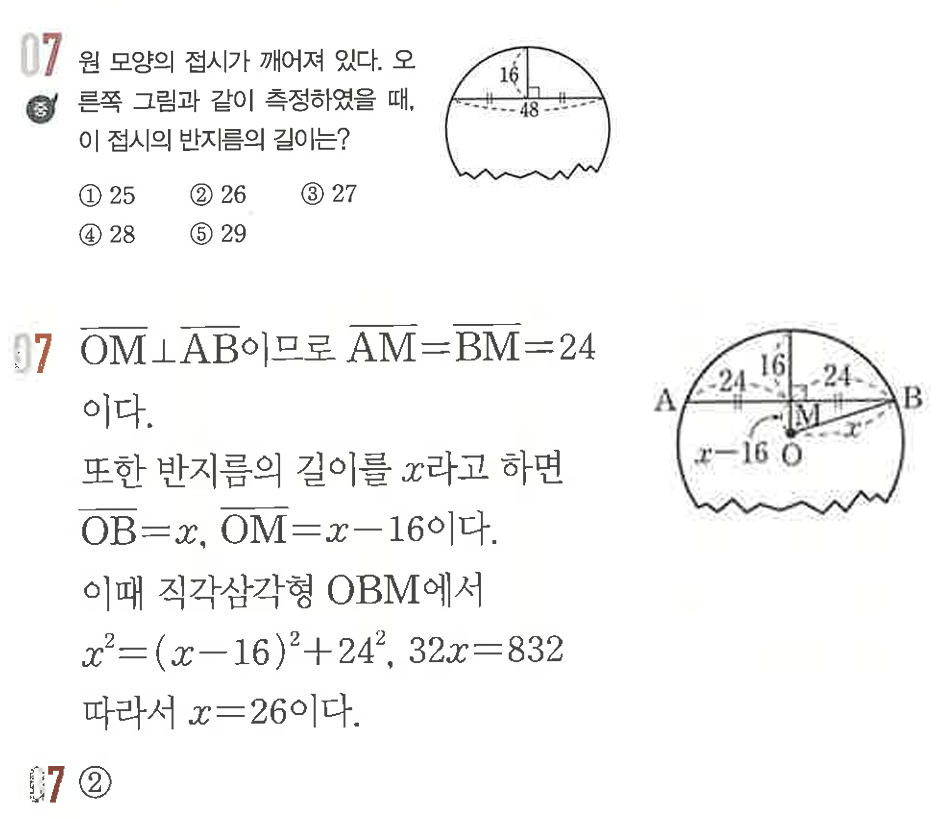 07 원 모양의 접시가 깨어져 있다. 오
중 른쪽 그림과 같이 측정하였을 때,
이 접시의 반지름의 길이는?
① 25 ② 26 ③ 27
④ 28 ⑤ 29
16
48
07 OM⊥AB이므로 AM=BM=24
이다.
또한 반지름의 길이를 x라고 하면
OB=x, OM=x-16이다.
이때 직각삼각형 OBM에서
x²=(x-16)²+24², 32x=832
따라서 x=26이다.
16
24 24
A B
M
x
x-16 O
07 ②